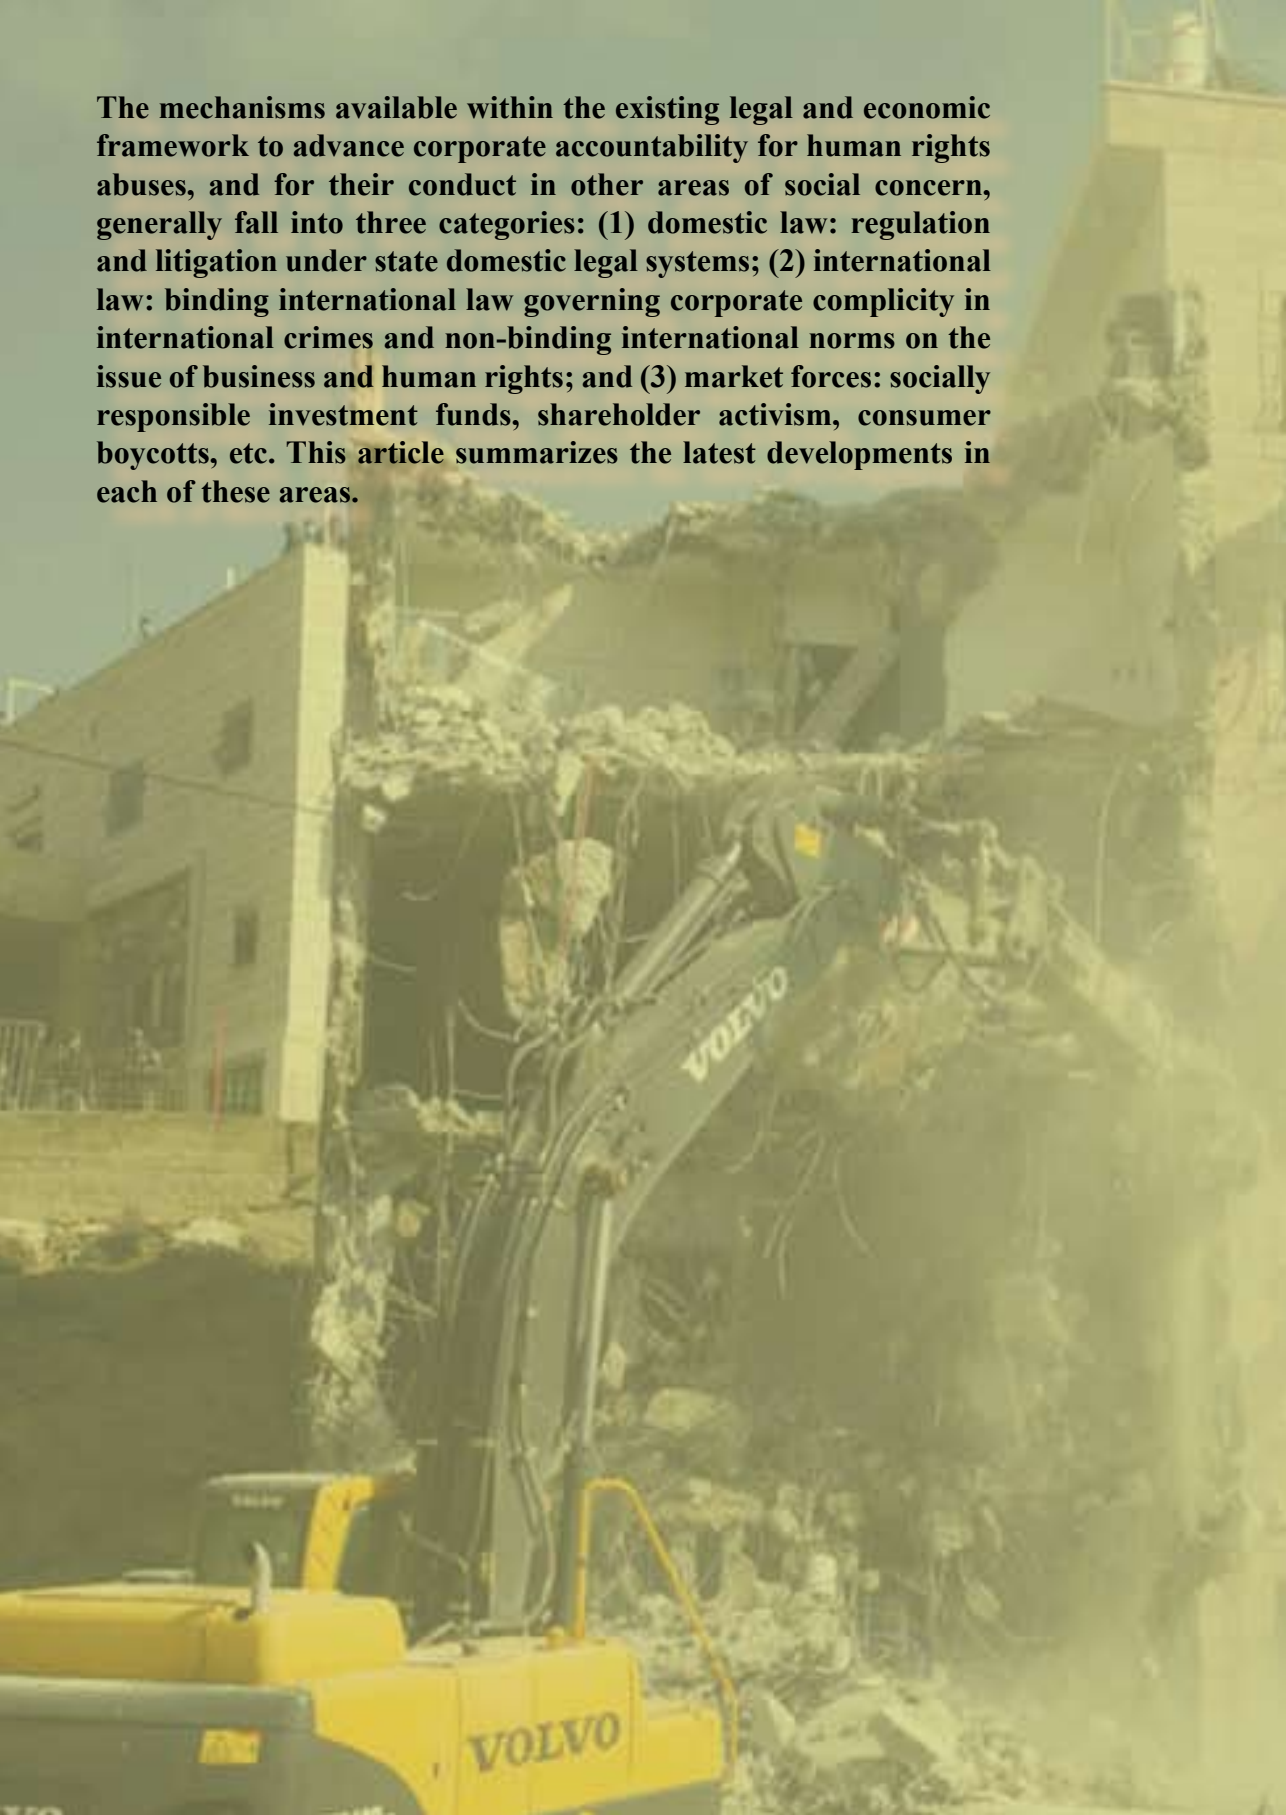 The mechanisms available within the existing legal and economic
framework to advance corporate accountability for human rights
abuses, and for their conduct in other areas of social concern,
generally fall into three categories: (1) domestic law: regulation
and litigation under state domestic legal systems; (2) international
law: binding international law governing corporate complicity in
international crimes and non-binding international norms on the
issue of business and human rights; and (3) market forces: socially
responsible investment funds, shareholder activism, consumer
boycotts, etc. This article summarizes the latest developments in
each of these areas.
VOLVO
VOLVO